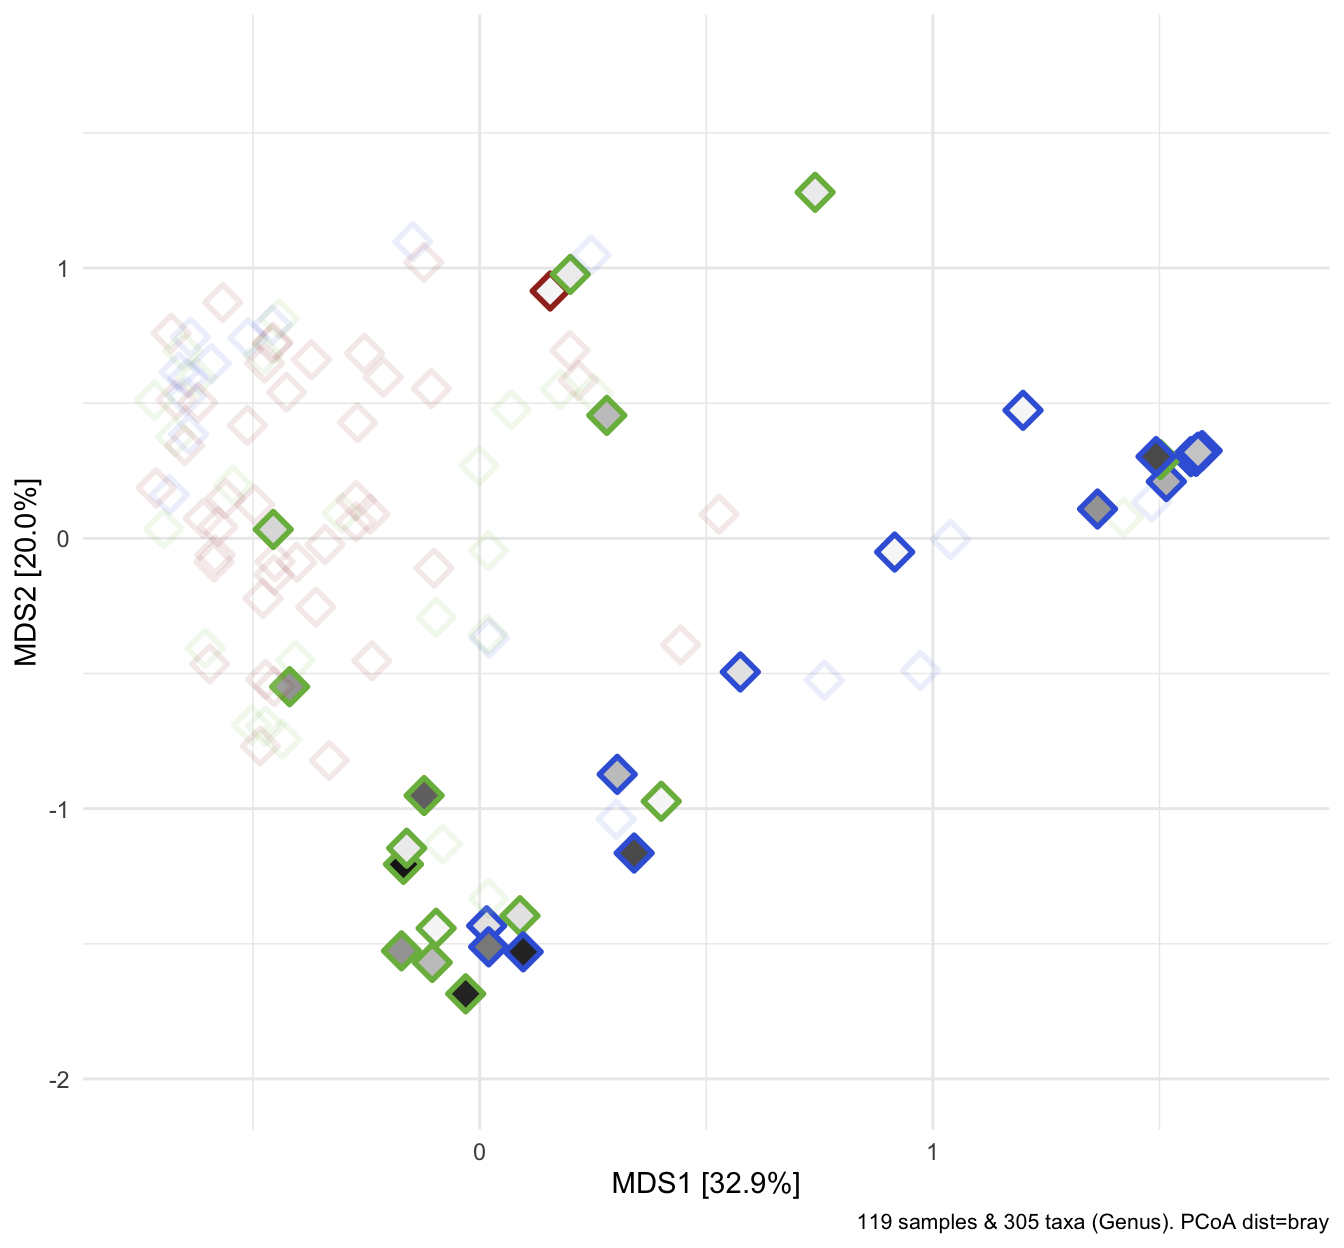 1
0
-1
-2
MDS2 [20.0%]
0
1
MDS1 [32.9%]
119 samples & 305 taxa (Genus). PCoA dist=bray